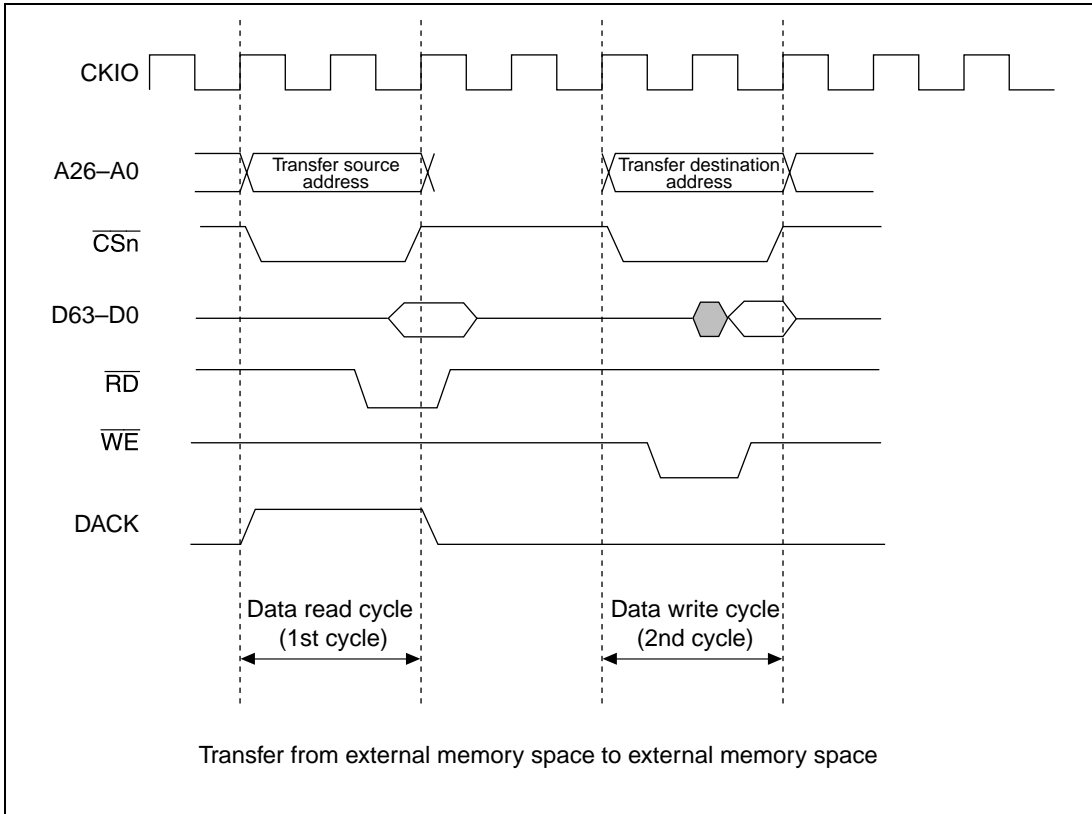 CKIO
A26–A0
Transfer source
address
Transfer destination
address
CSn
D63–D0
RD
WE
DACK
Data read cycle
(1st cycle)
Data write cycle
(2nd cycle)
Transfer from external memory space to external memory space